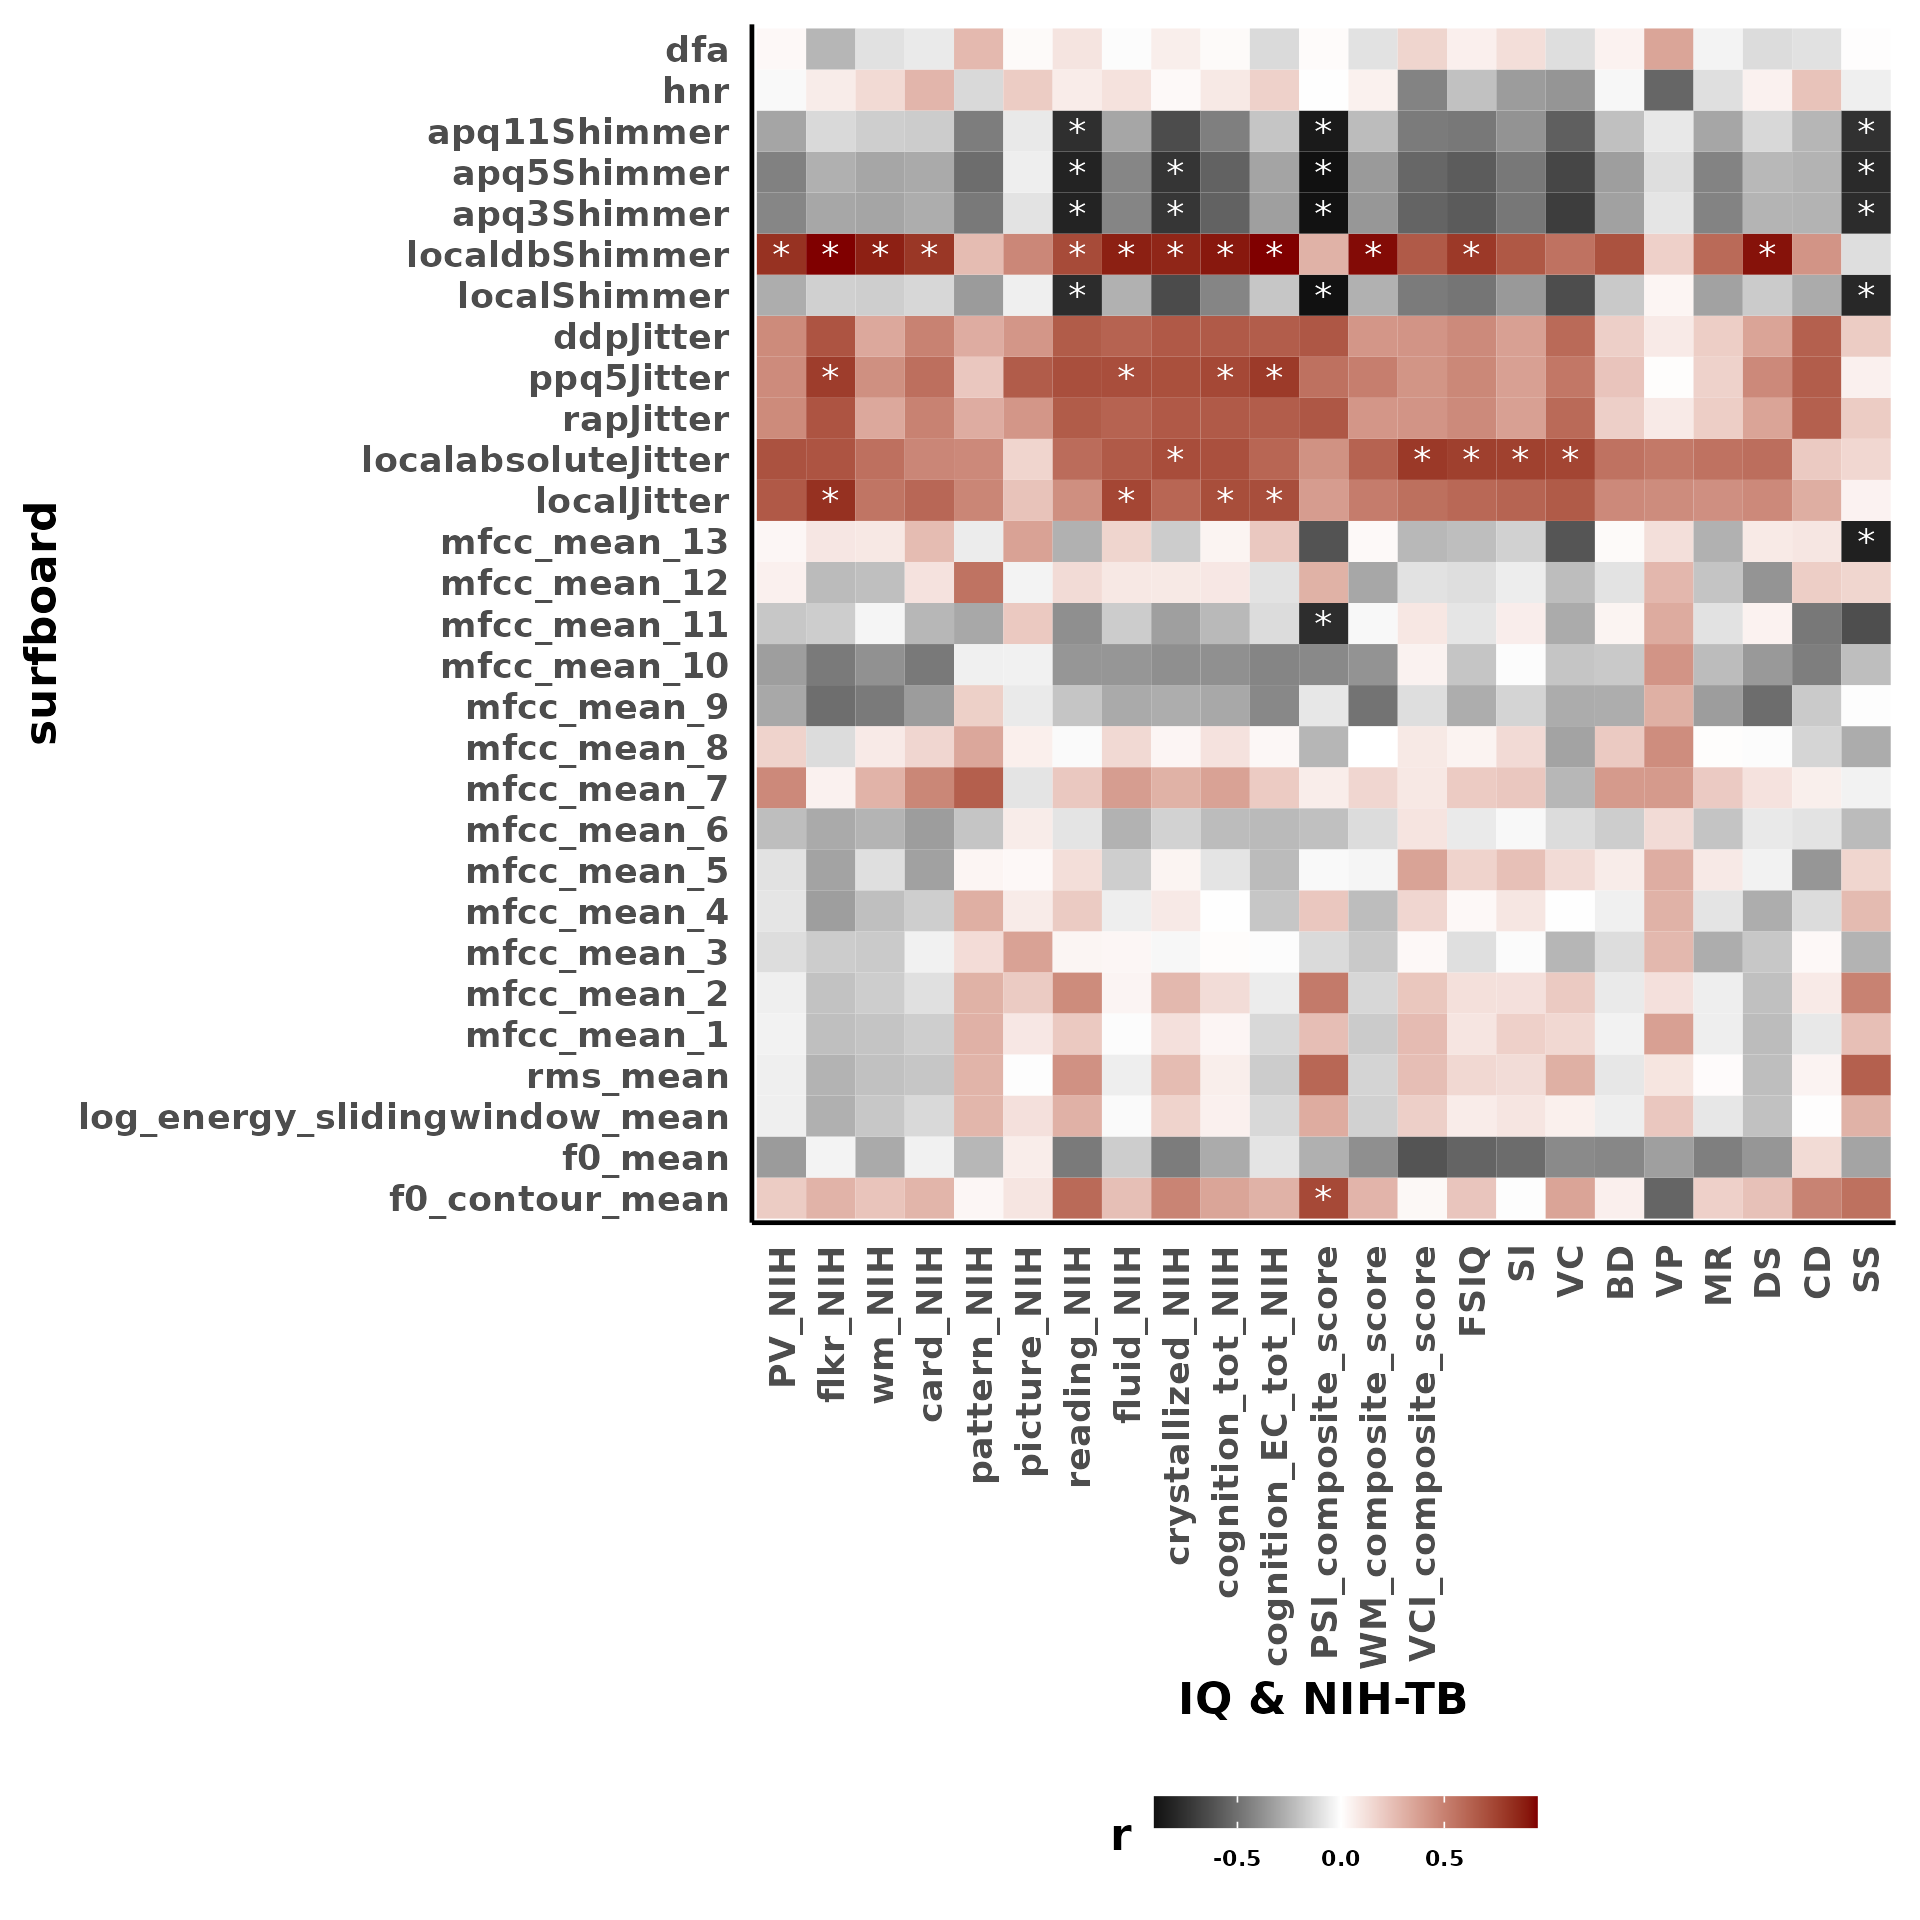 surfboard
dfa
hnr
apq11Shimmer * * *
apq5Shimmer * * * *
apq3Shimmer * * * *
localdbShimmer * * * * * * * * * * * *
localShimmer * * *
ddpJitter
ppq5Jitter * * * *
rapJitter
localabsoluteJitter * * * * *
localJitter * * * *
mfcc_mean_13 *
mfcc_mean_12
mfcc_mean_11 *
mfcc_mean_10
mfcc_mean_9
mfcc_mean_8
mfcc_mean_7
mfcc_mean_6
mfcc_mean_5
mfcc_mean_4
mfcc_mean_3
mfcc_mean_2
mfcc_mean_1
rms_mean
log_energy_slidingwindow_mean
f0_mean
f0_contour_mean *
PV_NIH
flkr_NIH
wm_NIH
card_NIH
pattern_NIH
picture_NIH
reading_NIH
fluid_NIH
crystallized_NIH
cognition_tot_NIH
cognition_EC_tot_NIH
PSI_composite_score
WM_composite_score
VCI_composite_score
FSIQ
SI
VC
BD
VP
MR
DS
CD
SS
IQ & NIH-TB
r
-0.5 0.0 0.5